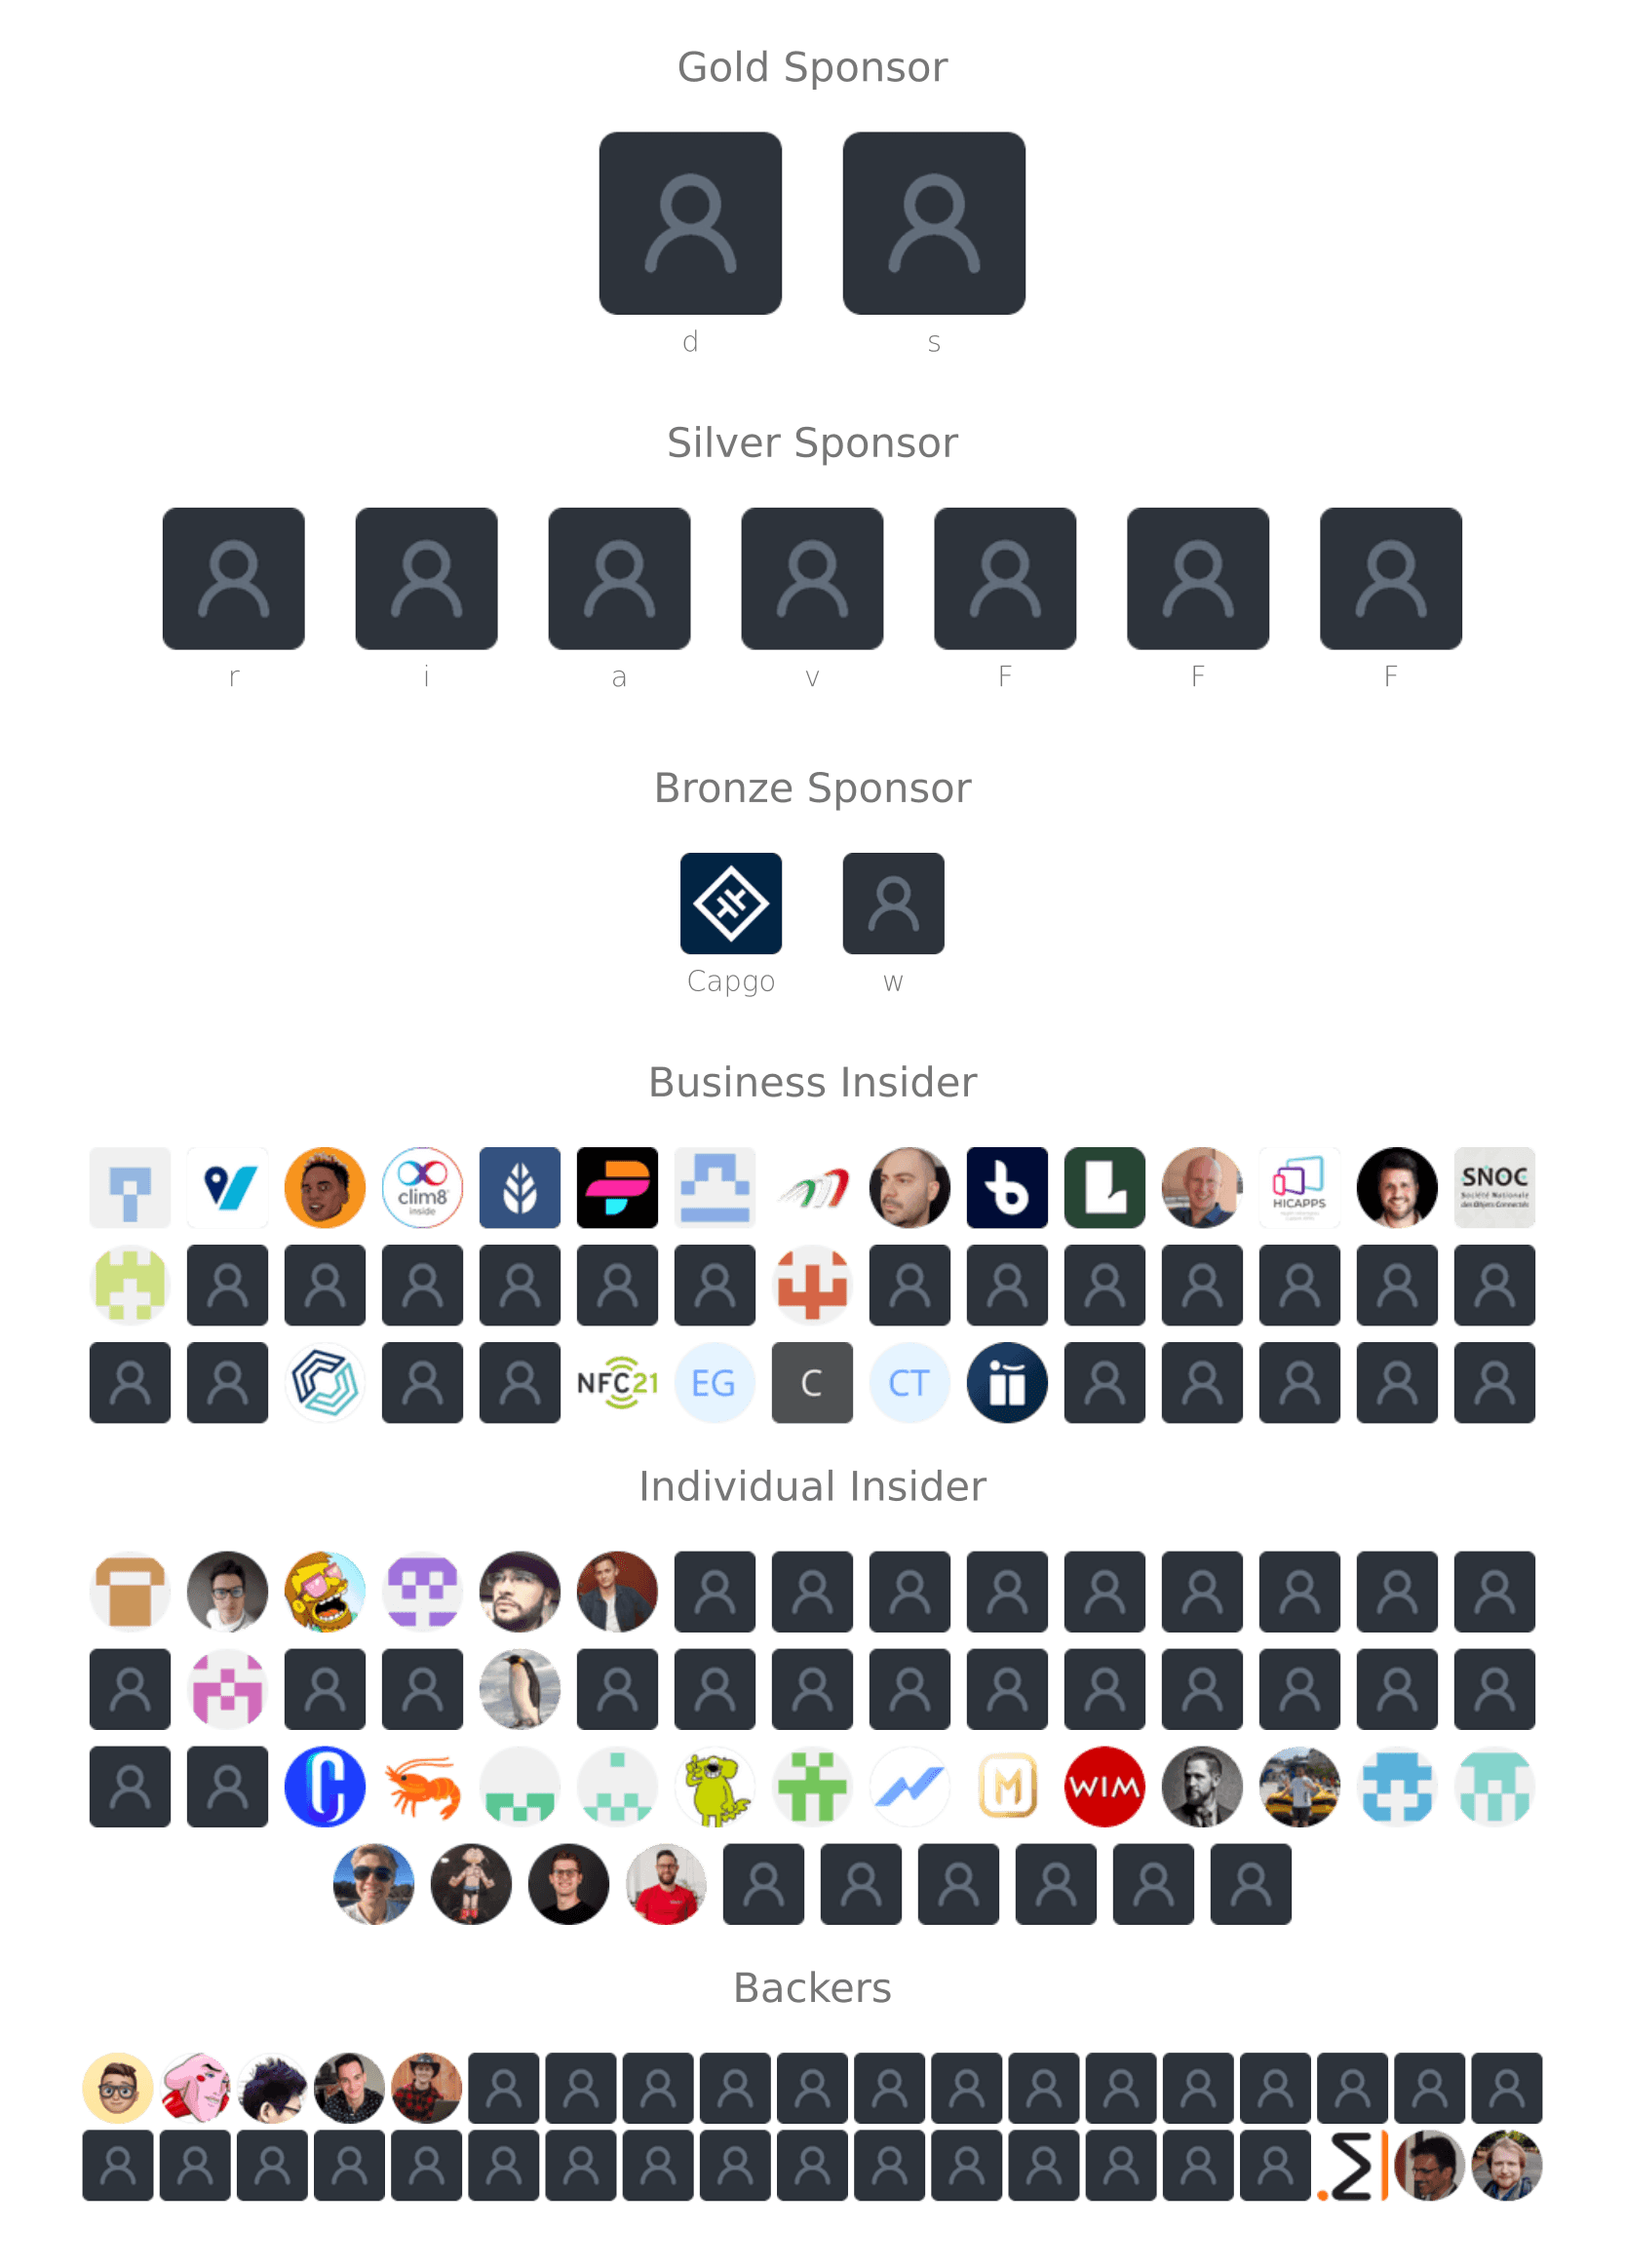 Gold Sponsor
d s
Silver Sponsor
r i a v F F F
Bronze Sponsor
Capgo w
Business Insider
clim8
inside
HICAPPS
SNOC
Société Nationale
des Objets Connectés
NFC21 EG C CT
Individual Insider
M WIM
Backers